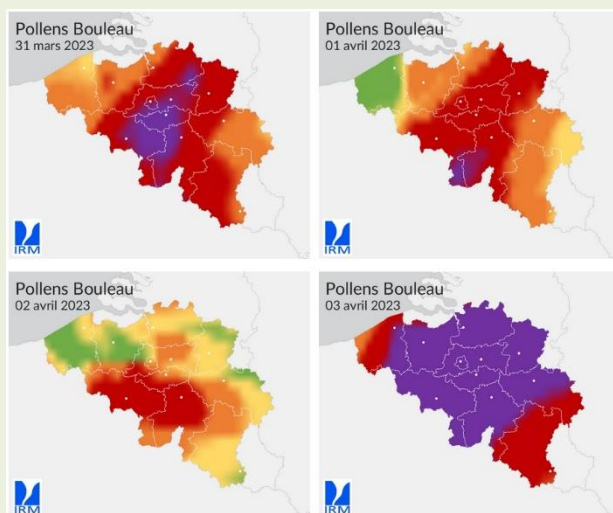 Pollens Bouleau
31 mars 2023
IRM
Pollens Bouleau
01 avril 2023
IRM
Pollens Bouleau
02 avril 2023
IRM
Pollens Bouleau
03 avril 2023
IRM